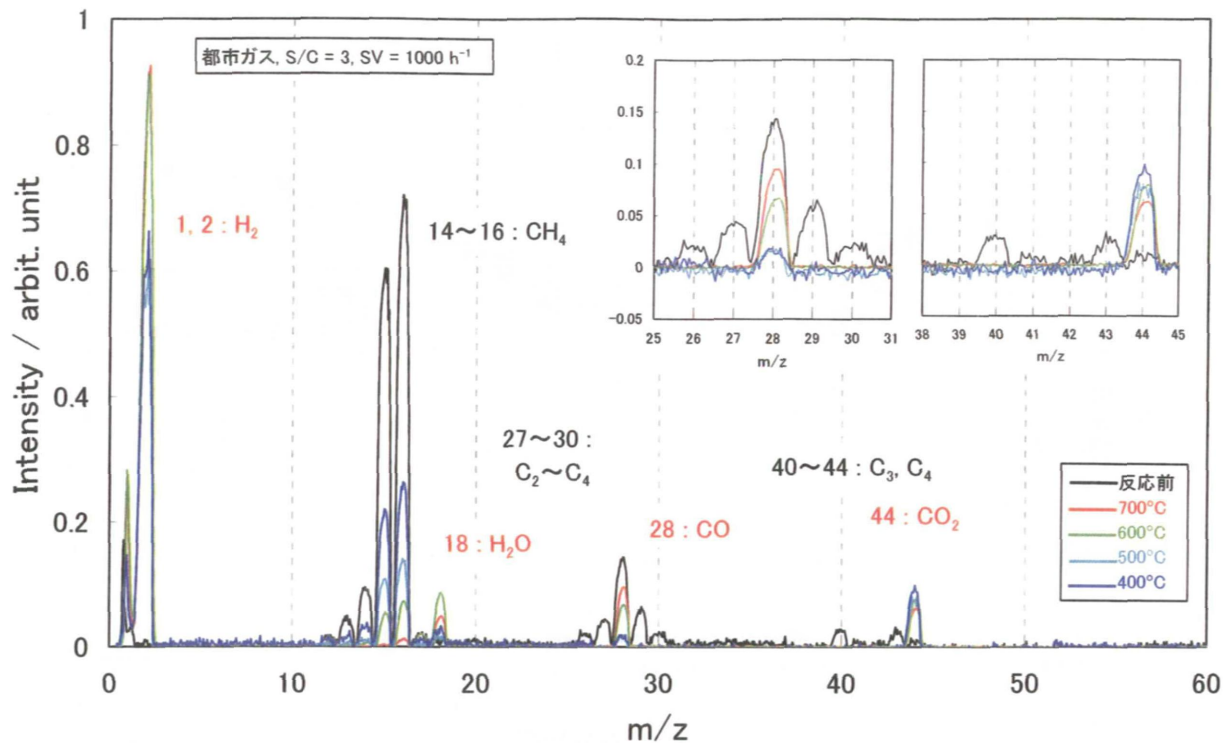 都市ガス, S/C = 3, SV = 1000 h⁻¹
1, 2 : H₂
14～16 : CH₄
18 : H₂O
27～30 :
C₂～C₄
28 : CO
40～44 : C₃, C₄
44 : CO₂
反応前
700°C
600°C
500°C
400°C
Intensity / arbit. unit
1
0.8
0.6
0.4
0.2
0
0 10 20 30 40 50 60
m/z
0.2
0.15
0.1
0.05
0
-0.05
25 26 27 28 29 30 31
m/z
38 39 40 41 42 43 44 45
m/z